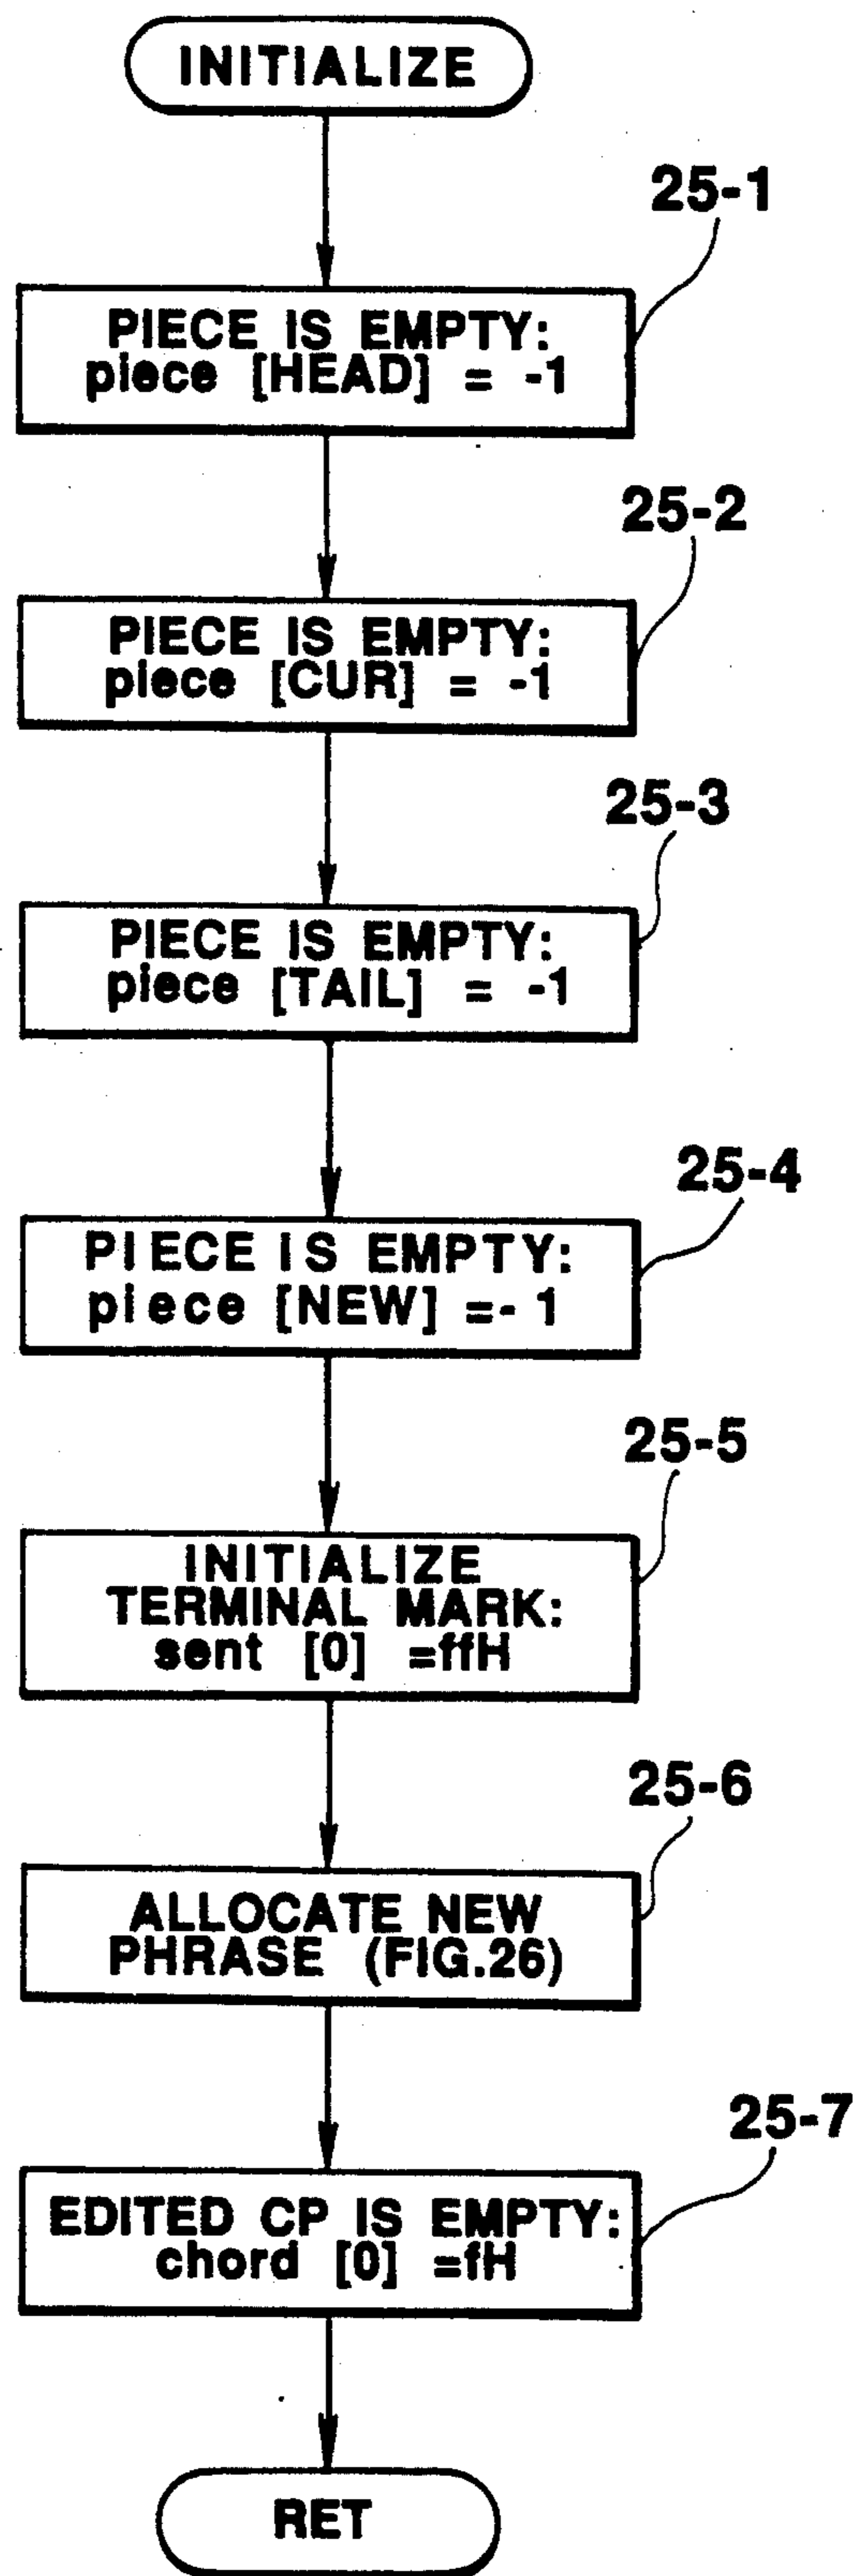 INITIALIZE
25-1
PIECE IS EMPTY:
piece [HEAD] = -1
25-2
PIECE IS EMPTY:
piece [CUR] = -1
25-3
PIECE IS EMPTY:
piece [TAIL] = -1
25-4
PIECE IS EMPTY:
piece [NEW] =- 1
25-5
INITIALIZE
TERMINAL MARK:
sent [0] =ffH
25-6
ALLOCATE NEW
PHRASE (FIG.26)
25-7
EDITED CP IS EMPTY:
chord [0] =fH
RET